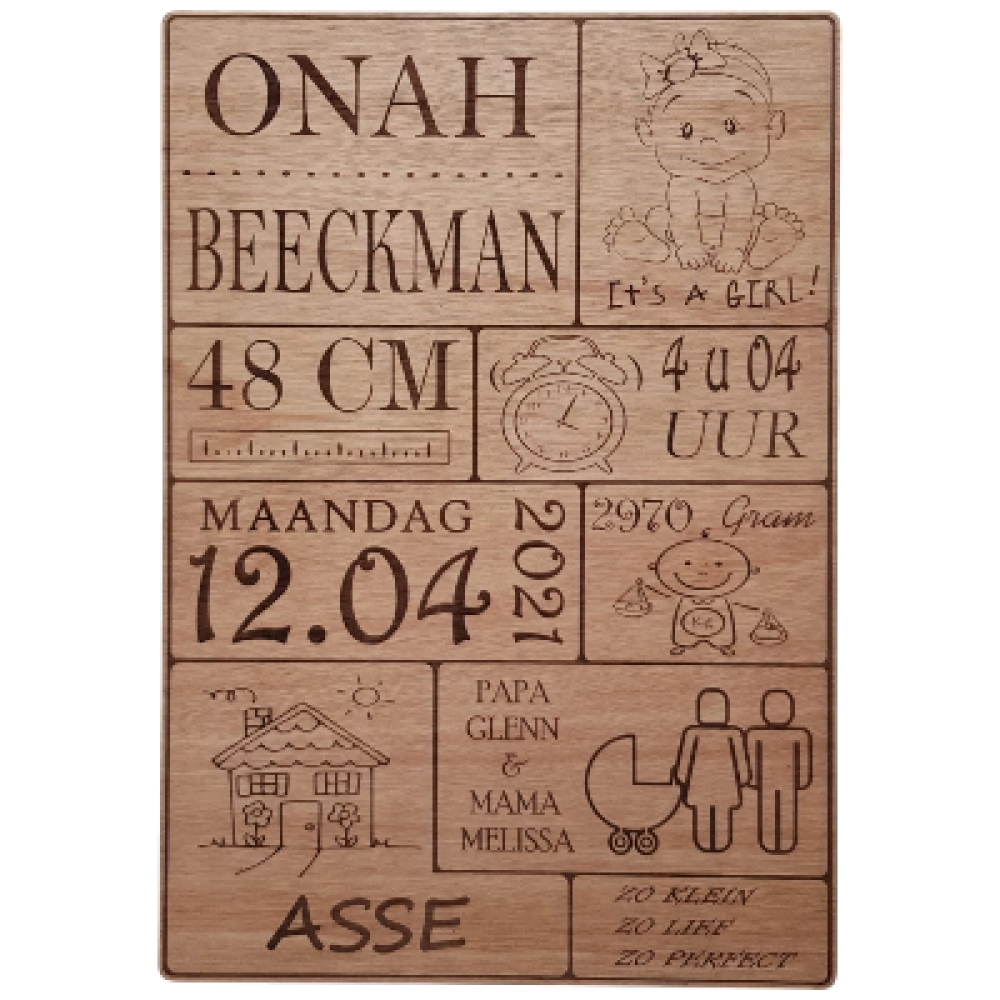 ONAH
BEECKMAN
It's A GIRL!
48 CM
4 u 04
UUR
MAANDAG
12.04
2021
2970 Gram
KG
PAPA
GLENN
&
MAMA
MELISSA
ASSE
ZO KLEIN
ZO LIEF
ZO PERFECT